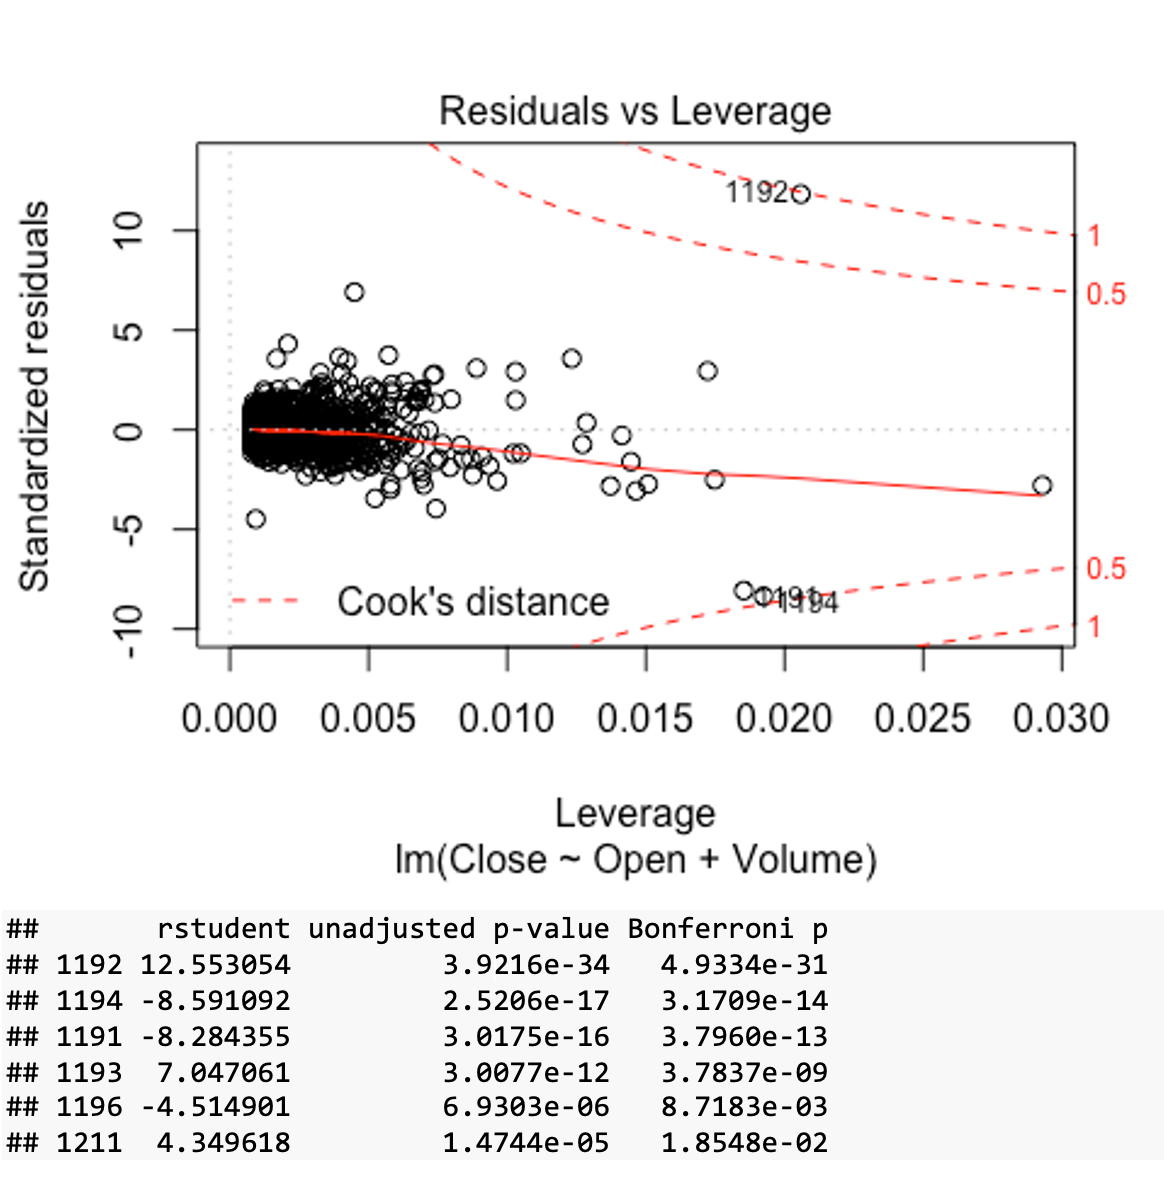 Residuals vs Leverage
Standardized residuals
10
5
0
-5
-10
1192
1
0.5
0.5
1
1191
1194
Cook's distance
0.000 0.005 0.010 0.015 0.020 0.025 0.030
Leverage
lm(Close ~ Open + Volume)
## rstudent unadjusted p-value Bonferroni p
## 1192 12.553054 3.9216e-34 4.9334e-31
## 1194 -8.591092 2.5206e-17 3.1709e-14
## 1191 -8.284355 3.0175e-16 3.7960e-13
## 1193 7.047061 3.0077e-12 3.7837e-09
## 1196 -4.514901 6.9303e-06 8.7183e-03
## 1211 4.349618 1.4744e-05 1.8548e-02